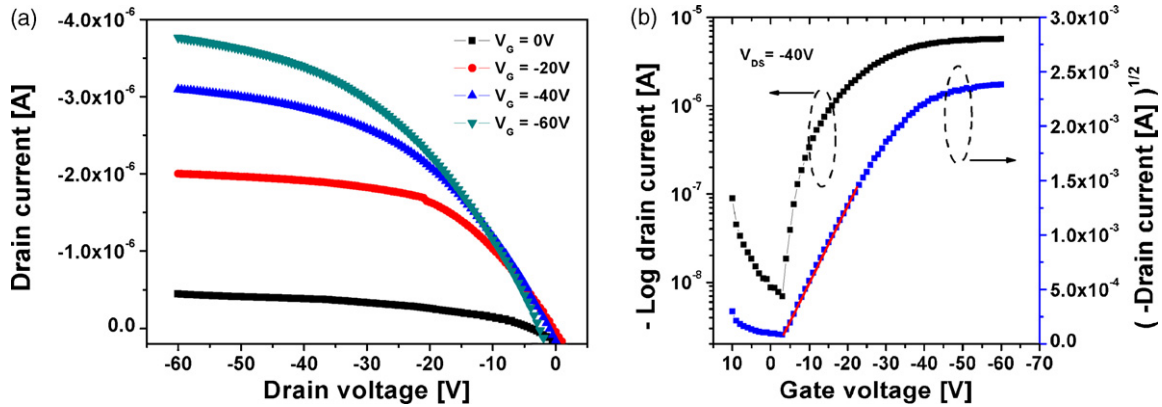 (a)
Drain current [A]
-4.0x10⁻⁶
-3.0x10⁻⁶
-2.0x10⁻⁶
-1.0x10⁻⁶
0.0
V_G = 0V
V_G = -20V
V_G = -40V
V_G = -60V
-60 -50 -40 -30 -20 -10 0
Drain voltage [V]
(b)
- Log drain current [A]
10⁻⁵
10⁻⁶
10⁻⁷
10⁻⁸
V_DS= -40V
3.0x10⁻³
2.5x10⁻³
2.0x10⁻³
1.5x10⁻³
1.0x10⁻³
5.0x10⁻⁴
0.0
( -Drain current [A] )^1/2
10 0 -10 -20 -30 -40 -50 -60 -70
Gate voltage [V]